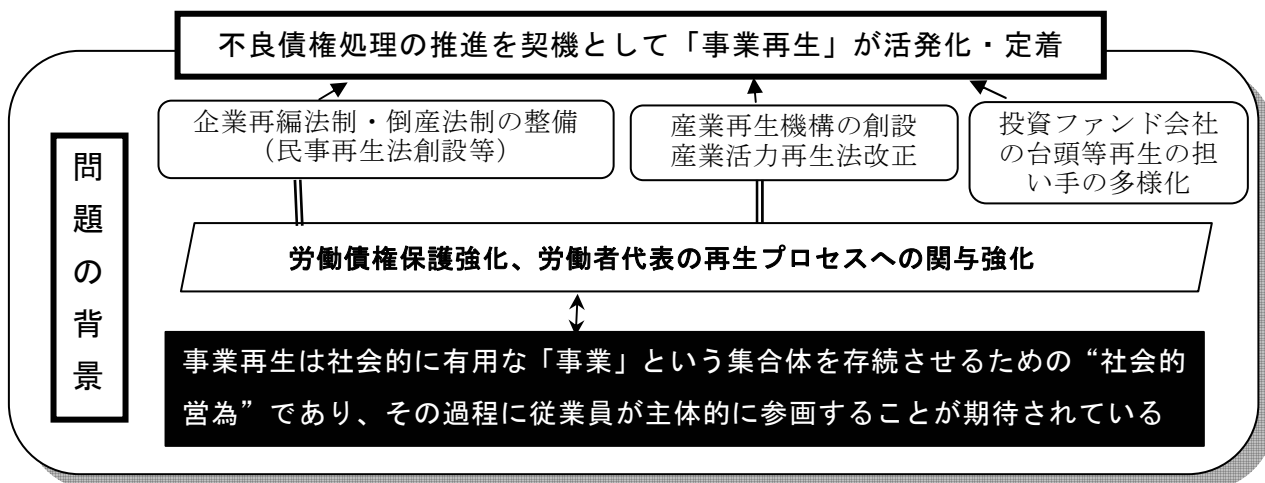 不良債権処理の推進を契機として「事業再生」が活発化・定着
企業再編法制・倒産法制の整備
（民事再生法創設等）
産業再生機構の創設
産業活力再生法改正
投資ファンド会社
の台頭等再生の担
い手の多様化
問題の背景
労働債権保護強化、労働者代表の再生プロセスへの関与強化
事業再生は社会的に有用な「事業」という集合体を存続させるための“社会的
営為”であり、その過程に従業員が主体的に参画することが期待されている